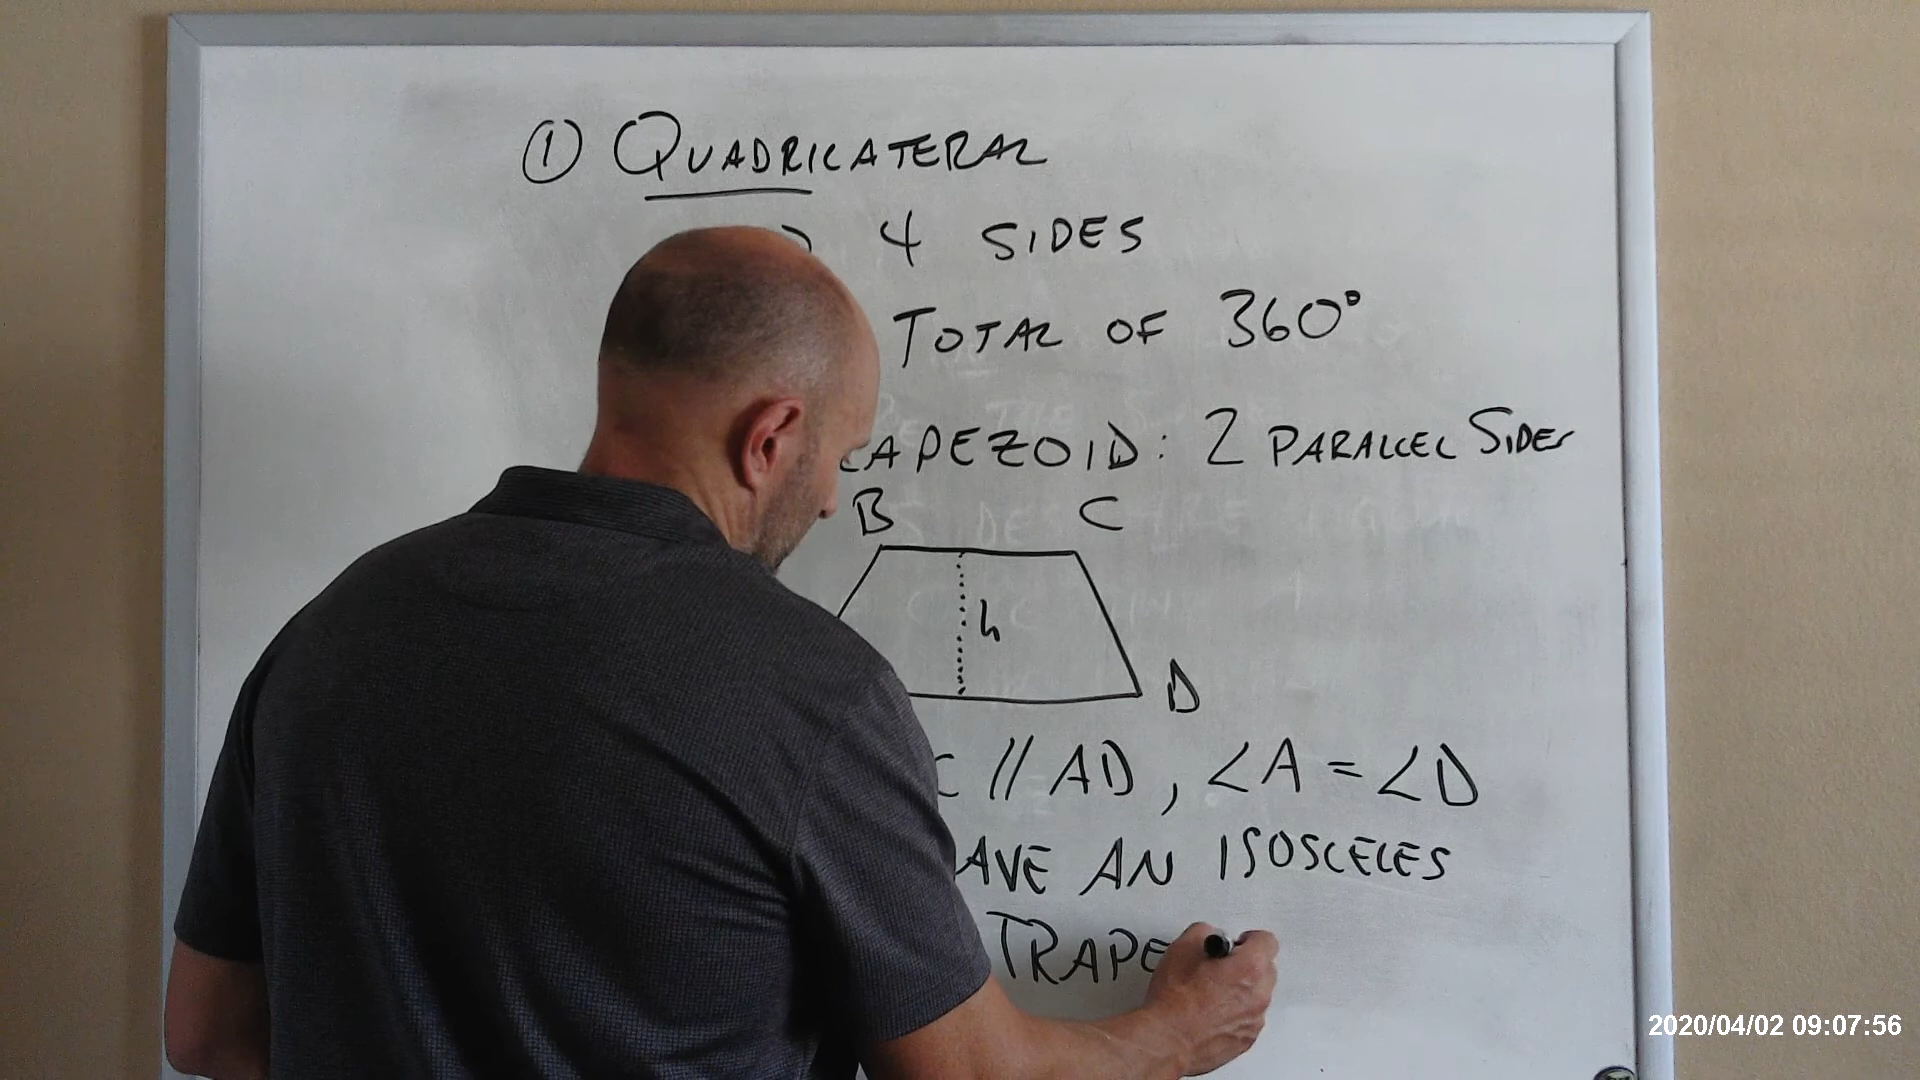 ① QUADRILATERAL
4 SIDES
TOTAL OF 360°
APEZOID: 2 PARALLEL SIDES
B C
h
D
C // AD, ∠A = ∠D
AVE AN ISOSCELES
TRAPE
2020/04/02 09:07:56